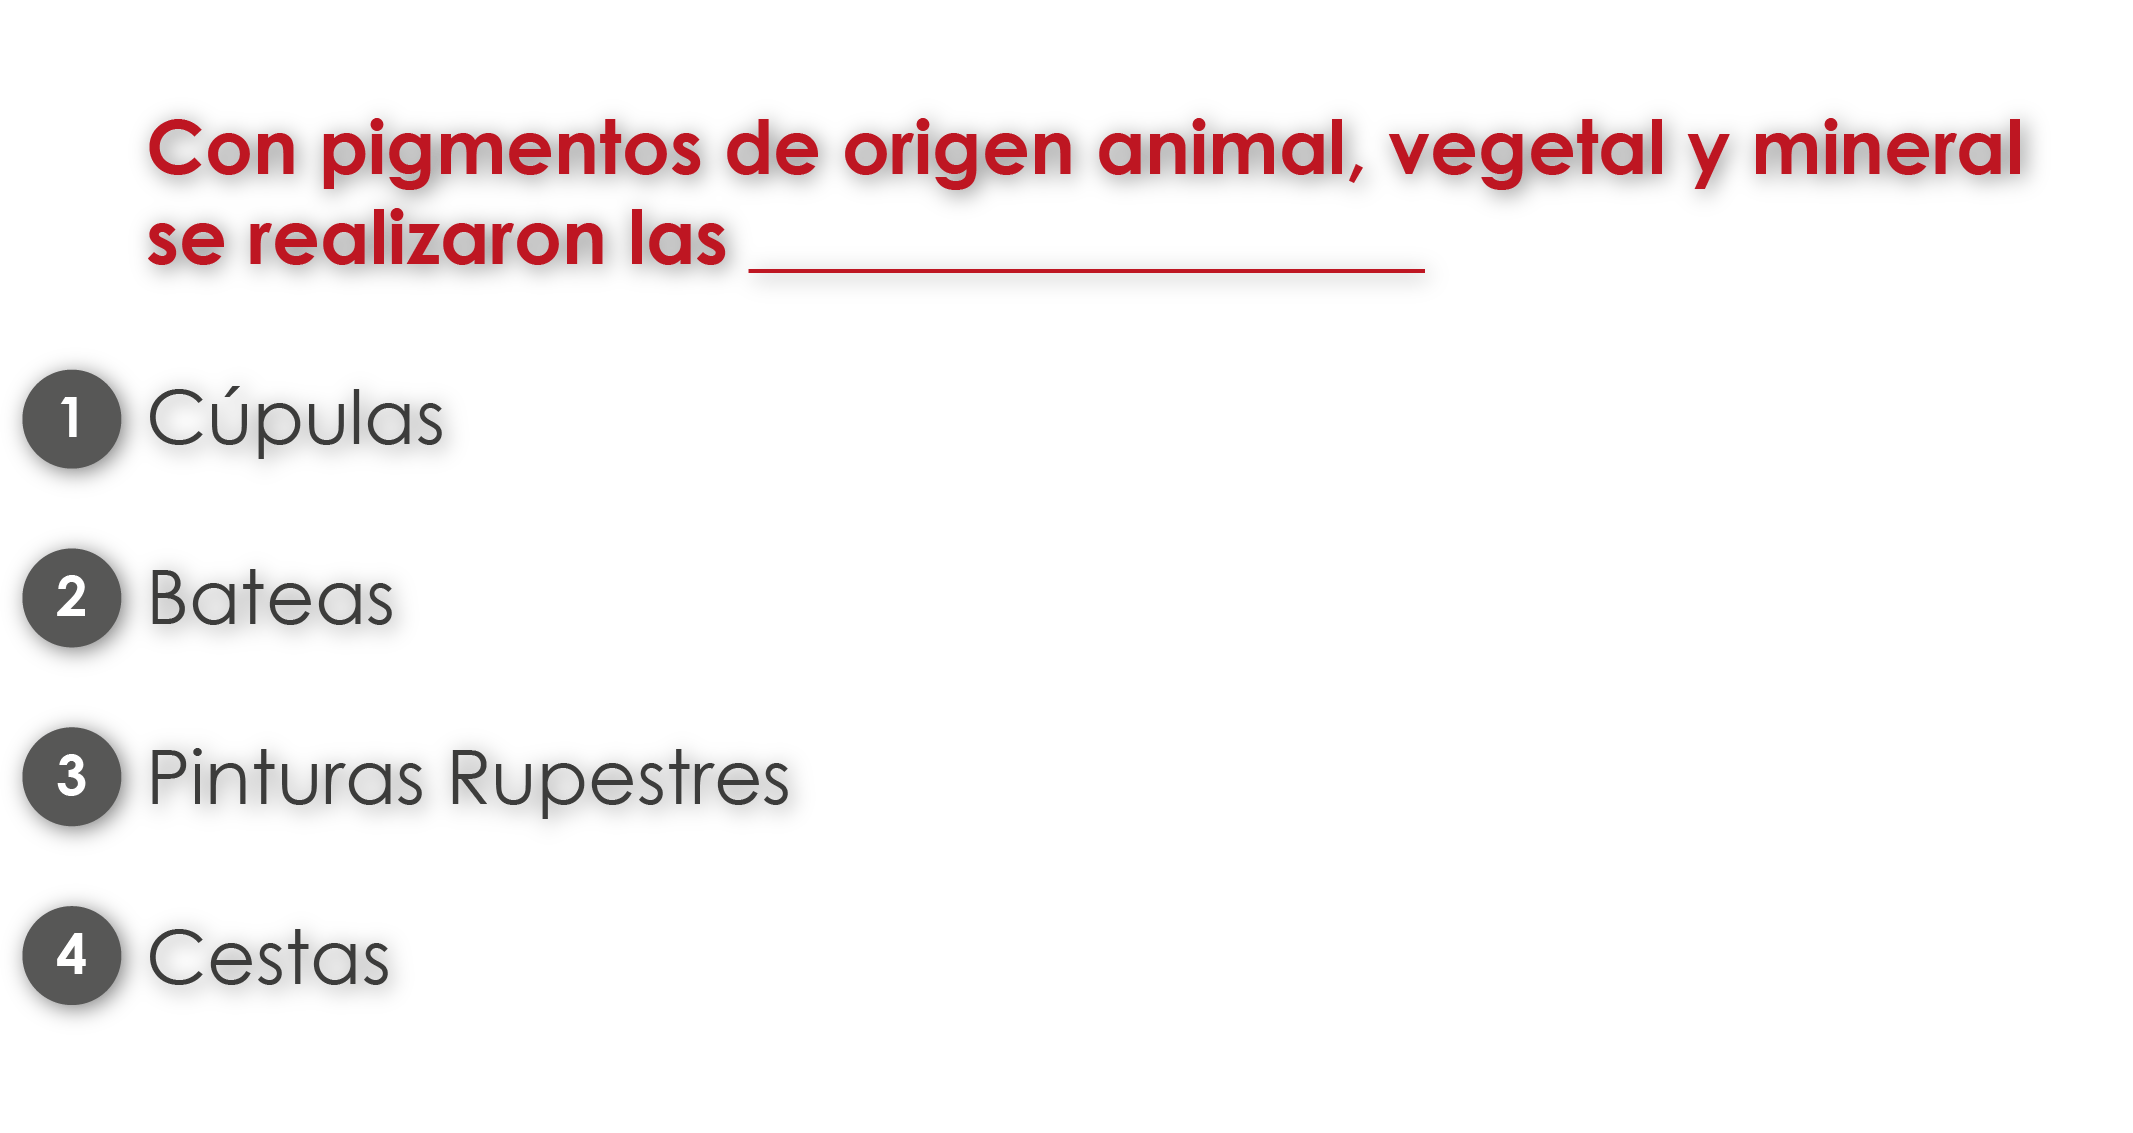 Con pigmentos de origen animal, vegetal y mineral
se realizaron las ____________________
1 Cúpulas
2 Bateas
3 Pinturas Rupestres
4 Cestas